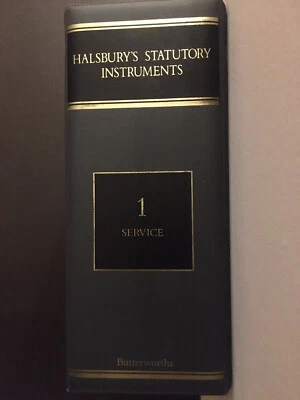 HALSBURY'S STATUTORY
INSTRUMENTS
1
SERVICE
Butterworths